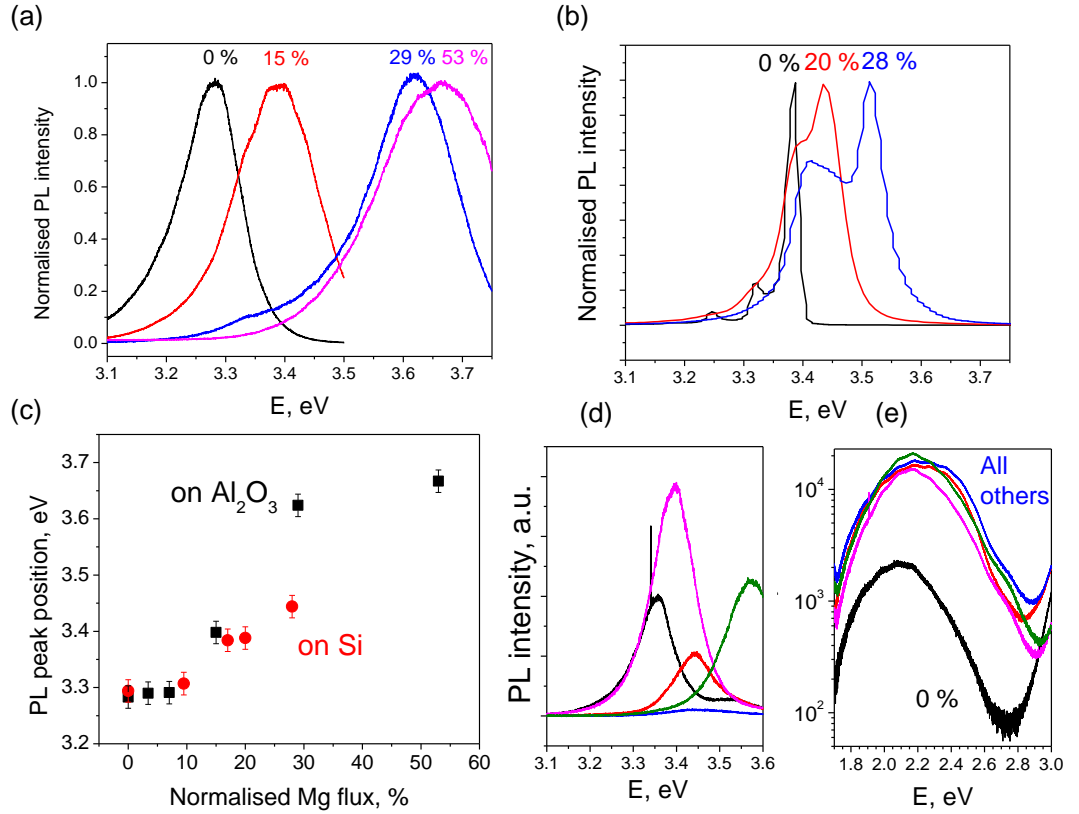 (a)
0 % 15 % 29 % 53 %
Normalised PL intensity
1.0
0.8
0.6
0.4
0.2
0.0
3.1 3.2 3.3 3.4 3.5 3.6 3.7
E, eV
(b)
0 % 20 % 28 %
Normalised PL intensity
3.1 3.2 3.3 3.4 3.5 3.6 3.7
E, eV
(c)
PL peak position, eV
3.7
3.6
3.5
3.4
3.3
3.2
on Al₂O₃
on Si
0 10 20 30 40 50 60
Normalised Mg flux, %
(d)
PL intensity, a.u.
3.1 3.2 3.3 3.4 3.5 3.6
E, eV
(e)
10⁴
10³
10²
All
others
0 %
1.8 2.0 2.2 2.4 2.6 2.8 3.0
E, eV